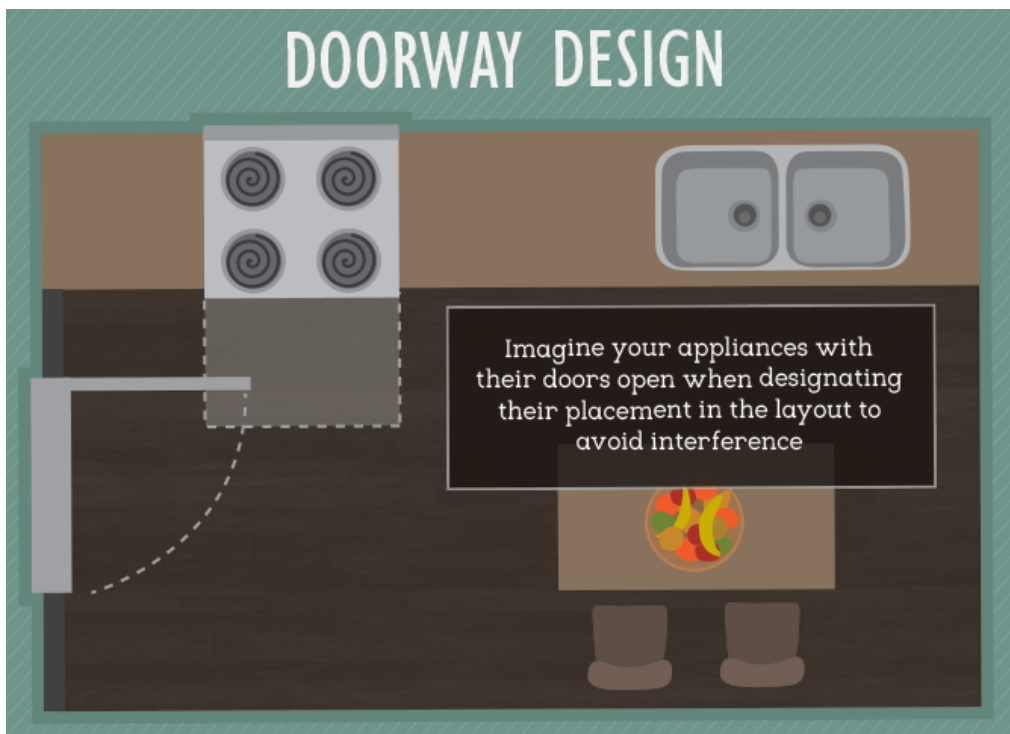 DOORWAY DESIGN
Imagine your appliances with
their doors open when designating
their placement in the layout to
avoid interference